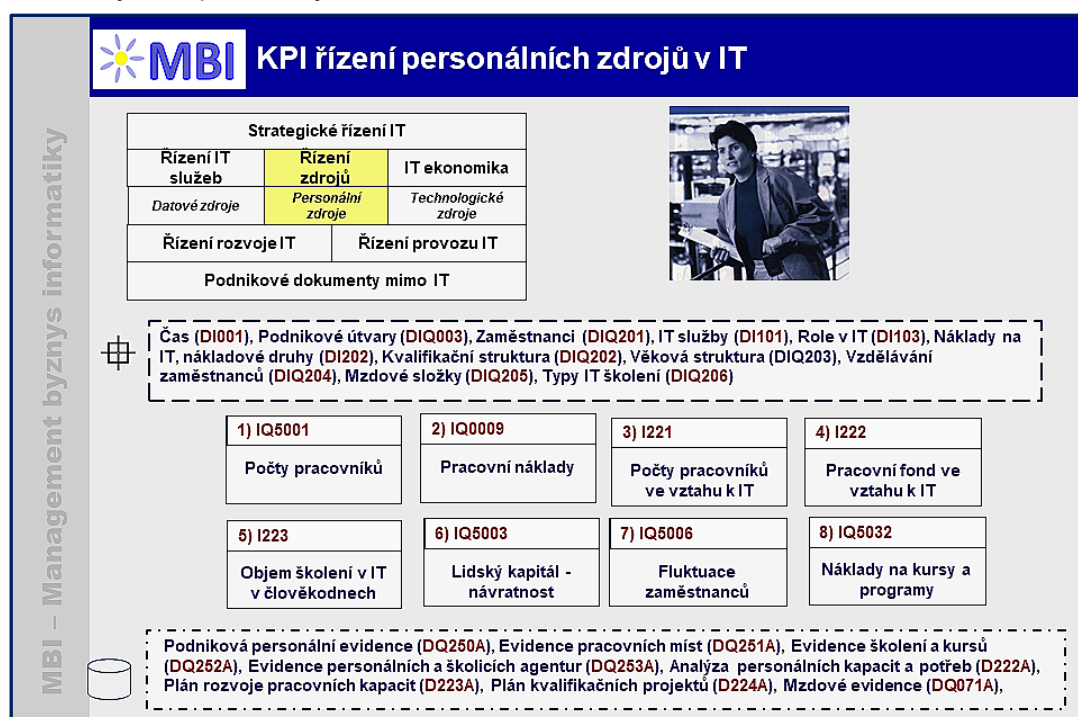 MBI
KPI řízení personálních zdrojů v IT
MBI – Management byznys informatiky
Strategické řízení IT
Řízení IT
služeb
Řízení
zdrojů
IT ekonomika
Datové zdroje
Personální
zdroje
Technologické
zdroje
Řízení rozvoje IT
Řízení provozu IT
Podnikové dokumenty mimo IT
Čas (DI001), Podnikové útvary (DIQ003), Zaměstnanci (DIQ201), IT služby (DI101), Role v IT (DI103), Náklady na
IT, nákladové druhy (DI202), Kvalifikační struktura (DIQ202), Věková struktura (DIQ203), Vzdělávání
zaměstnanců (DIQ204), Mzdové složky (DIQ205), Typy IT školení (DIQ206)
1) IQ5001
Počty pracovníků
2) IQ0009
Pracovní náklady
3) I221
Počty pracovníků
ve vztahu k IT
4) I222
Pracovní fond ve
vztahu k IT
5) I223
Objem školení v IT
v člověkodnech
6) IQ5003
Lidský kapitál -
návratnost
7) IQ5006
Fluktuace
zaměstnanců
8) IQ5032
Náklady na kursy a
programy
Podniková personální evidence (DQ250A), Evidence pracovních míst (DQ251A), Evidence školení a kursů
(DQ252A), Evidence personálních a školicích agentur (DQ253A), Analýza personálních kapacit a potřeb (D222A),
Plán rozvoje pracovních kapacit (D223A), Plán kvalifikačních projektů (D224A), Mzdové evidence (DQ071A),